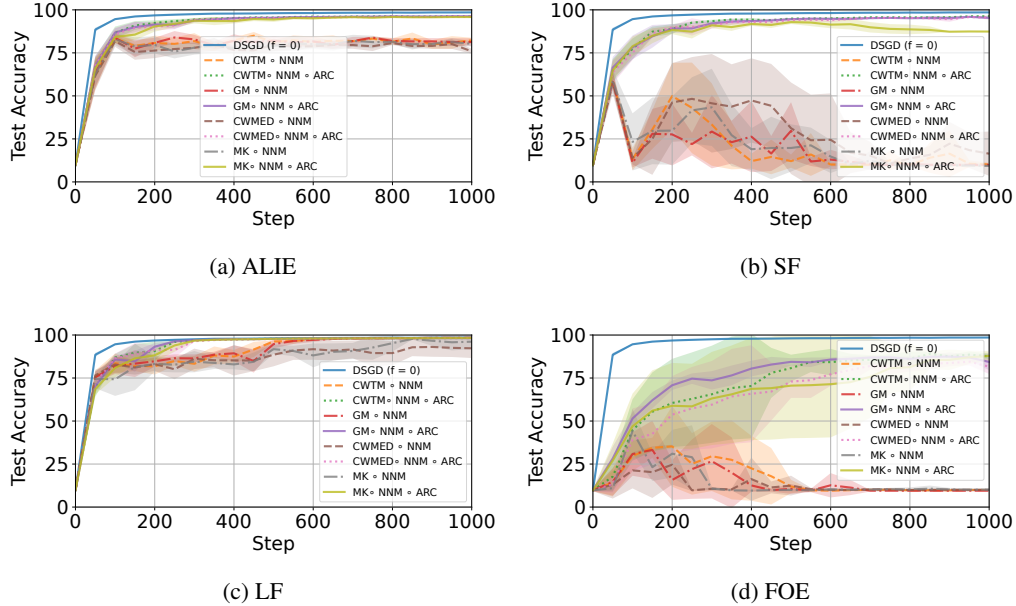 100
75
50
25
0
Test Accuracy
DSGD (f = 0)
CWTM ∘ NNM
CWTM ∘ NNM ∘ ARC
GM ∘ NNM
GM∘ NNM ∘ ARC
CWMED ∘ NNM
CWMED∘ NNM ∘ ARC
MK ∘ NNM
MK∘ NNM ∘ ARC
0 200 400 600 800 1000
Step
(a) ALIE
100
75
50
25
0
Test Accuracy
DSGD (f = 0)
CWTM ∘ NNM
CWTM∘ NNM ∘ ARC
GM ∘ NNM
GM∘ NNM ∘ ARC
CWMED ∘ NNM
CWMED∘ NNM ∘ ARC
MK ∘ NNM
MK∘ NNM ∘ ARC
0 200 400 600 800 1000
Step
(b) SF
100
75
50
25
0
Test Accuracy
DSGD (f = 0)
CWTM ∘ NNM
CWTM∘ NNM ∘ ARC
GM ∘ NNM
GM∘ NNM ∘ ARC
CWMED ∘ NNM
CWMED∘ NNM ∘ ARC
MK ∘ NNM
MK∘ NNM ∘ ARC
0 200 400 600 800 1000
Step
(c) LF
100
75
50
25
0
Test Accuracy
DSGD (f = 0)
CWTM ∘ NNM
CWTM∘ NNM ∘ ARC
GM ∘ NNM
GM∘ NNM ∘ ARC
CWMED ∘ NNM
CWMED∘ NNM ∘ ARC
MK ∘ NNM
MK∘ NNM ∘ ARC
0 200 400 600 800 1000
Step
(d) FOE